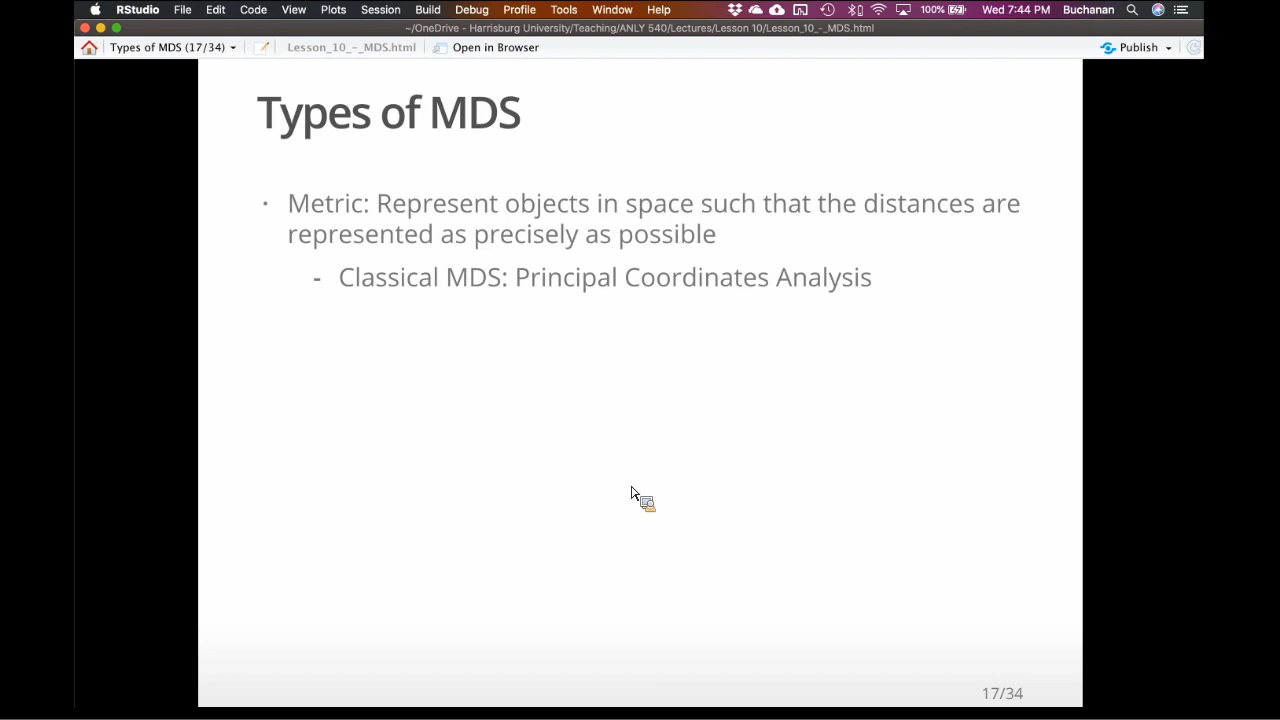 RStudio File Edit Code View Plots Session Build Debug Profile Tools Window Help 100% Wed 7:44 PM Buchanan
~/OneDrive - Harrisburg University/Teaching/ANLY 540/Lectures/Lesson 10/Lesson_10_-_MDS.html
Types of MDS (17/34) Lesson_10_-_MDS.html Open in Browser Publish
Types of MDS
· Metric: Represent objects in space such that the distances are
represented as precisely as possible
- Classical MDS: Principal Coordinates Analysis
17/34